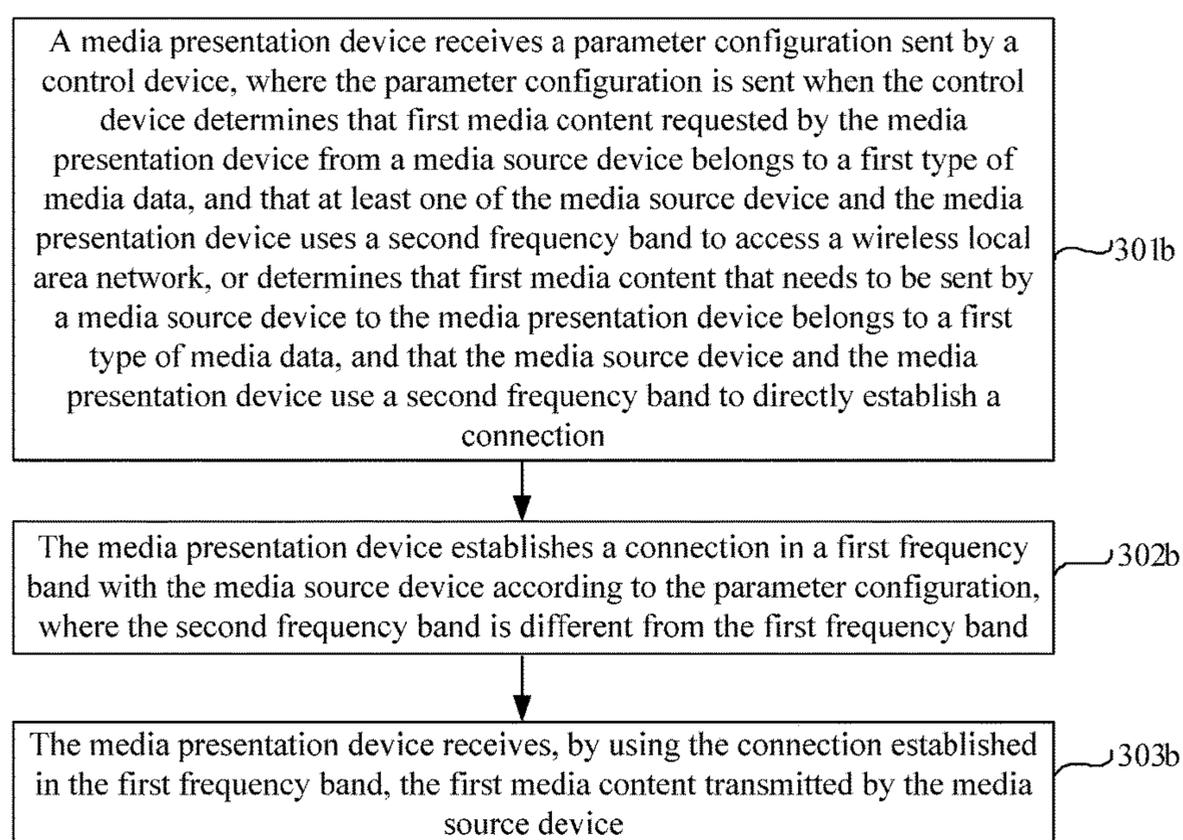 A media presentation device receives a parameter configuration sent by a
control device, where the parameter configuration is sent when the control
device determines that first media content requested by the media
presentation device from a media source device belongs to a first type of
media data, and that at least one of the media source device and the media
presentation device uses a second frequency band to access a wireless local
area network, or determines that first media content that needs to be sent by
a media source device to the media presentation device belongs to a first
type of media data, and that the media source device and the media
presentation device use a second frequency band to directly establish a
connection
301b
The media presentation device establishes a connection in a first frequency
band with the media source device according to the parameter configuration,
where the second frequency band is different from the first frequency band
302b
The media presentation device receives, by using the connection established
in the first frequency band, the first media content transmitted by the media
source device
303b